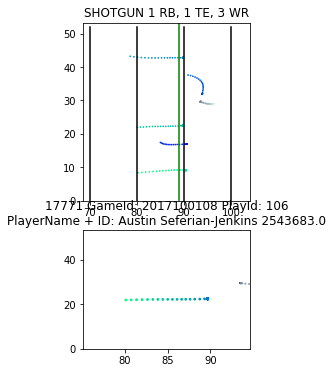 SHOTGUN 1 RB, 1 TE, 3 WR
50
40
30
20
10
0
70 80 90 100
17771 GameId: 2017100108 PlayId: 106
PlayerName + ID: Austin Seferian-Jenkins 2543683.0
40
20
0
80 85 90